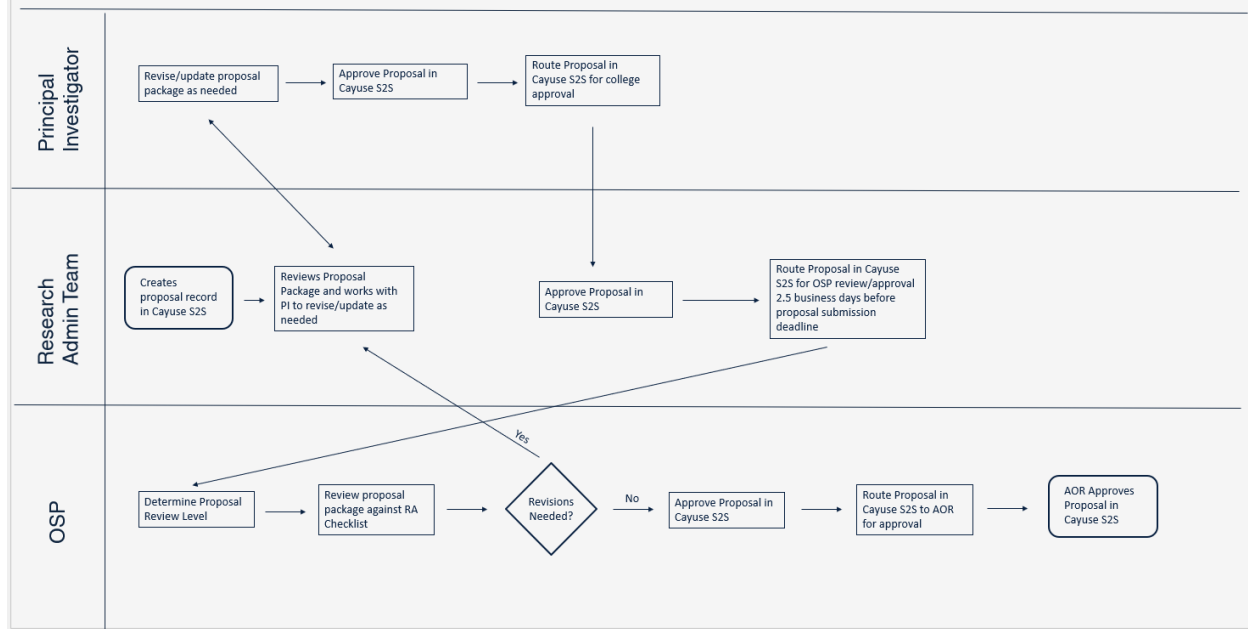 Principal
Investigator
Revise/update proposal
package as needed
Approve Proposal in
Cayuse S2S
Route Proposal in
Cayuse S2S for college
approval
Research
Admin Team
Creates
proposal record
in Cayuse S2S
Reviews Proposal
Package and works with
PI to revise/update as
needed
Approve Proposal in
Cayuse S2S
Route Proposal in Cayuse
S2S for OSP review/approval
2.5 business days before
proposal submission
deadline
OSP
Determine Proposal
Review Level
Review proposal
package against RA
Checklist
Yes
Revisions
Needed?
No
Approve Proposal in
Cayuse S2S
Route Proposal in
Cayuse S2S to AOR
for approval
AOR Approves
Proposal in
Cayuse S2S